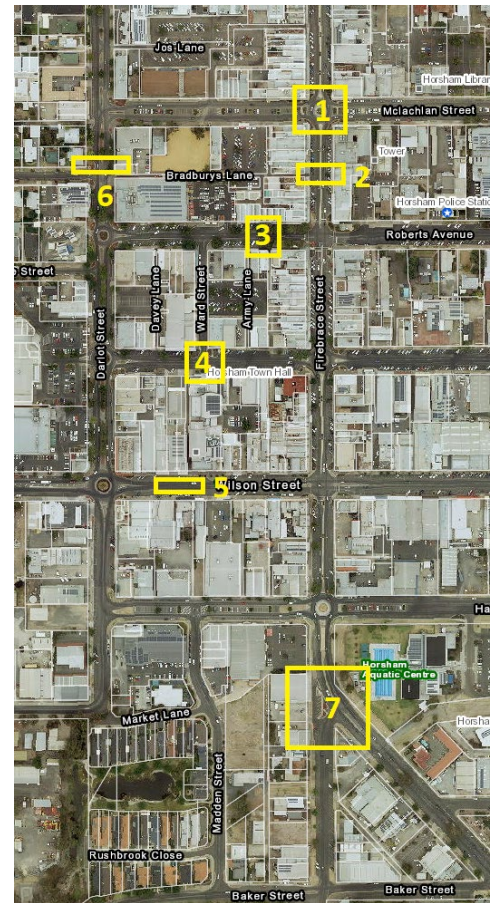 Jos Lane
Horsham Librar
1
Mclachlan Street
Tower
Bradburys Lane
2
6
Horsham Police Static
3
Roberts Avenue
Street
Davey Lane
Ward Street
Army Lane
Firebrace Street
Darlot Street
4
Horsham Town Hall
5
Wilson Street
Ha
Horsham
Aquatic Centre
7
Market Lane
Horsha
Madden Street
Rushbrook Close
Baker Street
Baker Street